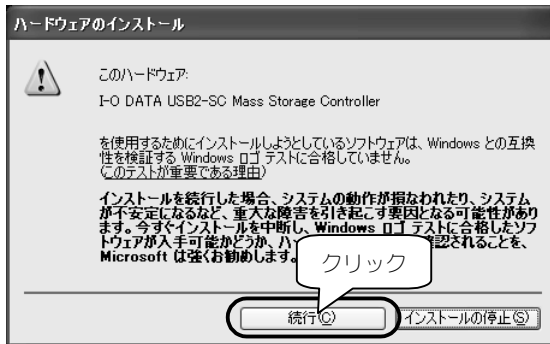 ハードウェアのインストール
このハードウェア:
I-O DATA USB2-SC Mass Storage Controller
を使用するためにインストールしようとしているソフトウェアは、Windows との互換
性を検証する Windows ロゴ テストに合格していません。
(このテストが重要である理由)
インストールを続行した場合、システムの動作が損なわれたり、システム
が不安定になるなど、重大な障害を引き起こす要因となる可能性があり
ます。今すぐインストールを中断し、Windows ロゴ テストに合格したソフ
トウェアが入手可能かどうか、ハ 確認されることを、
Microsoft は強くお勧めします。
クリック
続行(C)
インストールの停止(S)